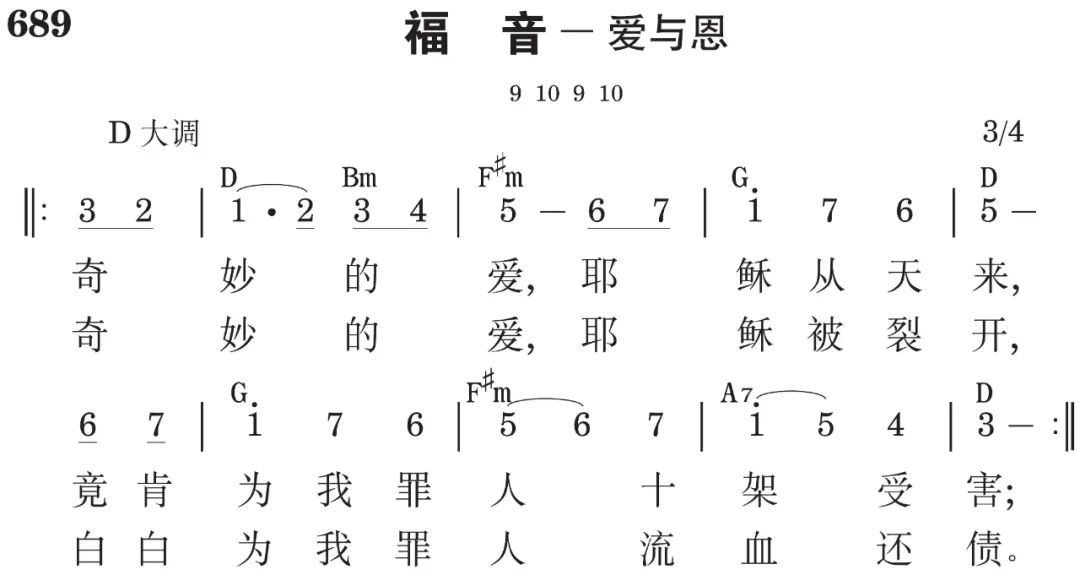 689
福 音 — 爱与恩
9 10 9 10
D 大调 3/4
D Bm F♯m G D
‖: 3 2 | 1 · 2 3 4 | 5 — 6 7 | 1̇ 7 6 | 5 —
奇 妙 的 爱, 耶 稣 从 天 来,
奇 妙 的 爱, 耶 稣 被 裂 开,
G F♯m A7 D
6 7 | 1̇ 7 6 | 5 6 7 | 1̇ 5 4 | 3 — :‖
竟 肯 为 我 罪 人 十 架 受 害;
白 白 为 我 罪 人 流 血 还 债。